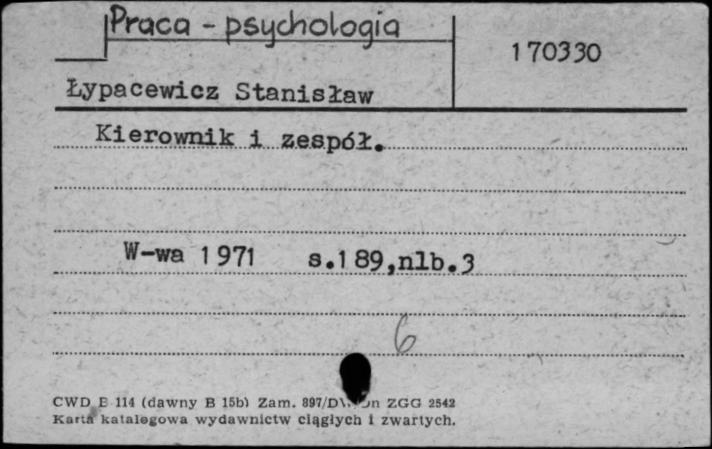 Praca - psychologia
170330
Łypacewicz Stanisław
Kierownik i zespół.
W-wa 1971 s.189,nlb.3
6
CWD B 114 (dawny B 15b) Zam. 897/ ZGG 2542
Karta katalogowa wydawnictw ciągłych i zwartych.